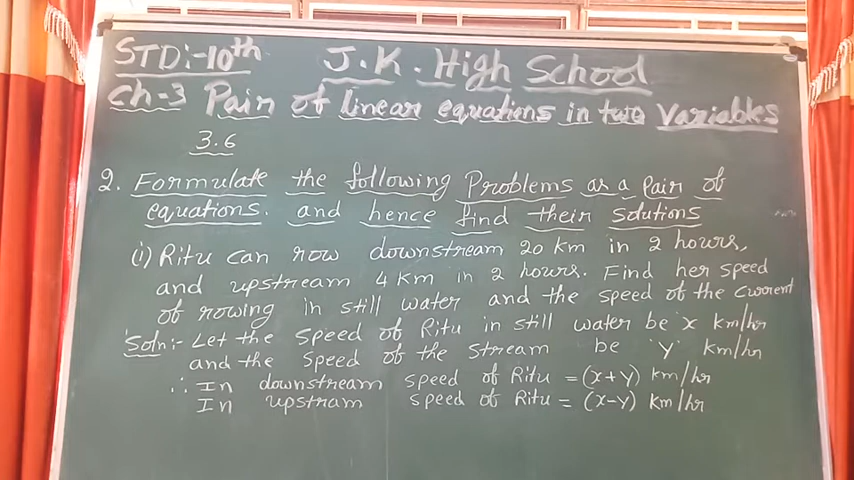 STD:-10th J.K. High School
Ch-3 Pair of linear equations in two Variables
3.6
2. Formulate the following Problems as a Pair of
equations. and hence find their solutions
(i) Ritu can row downstream 20 km in 2 hours,
and upstream 4 km in 2 hours. Find her speed
of rowing in still water and the speed of the current
Soln:- Let the speed of Ritu in still water be 'x km/hr
and the speed of the stream be 'y' km/hr
∴ In downstream speed of Ritu = (x+y) km/hr
In upstram speed of Ritu = (x-y) km/hr